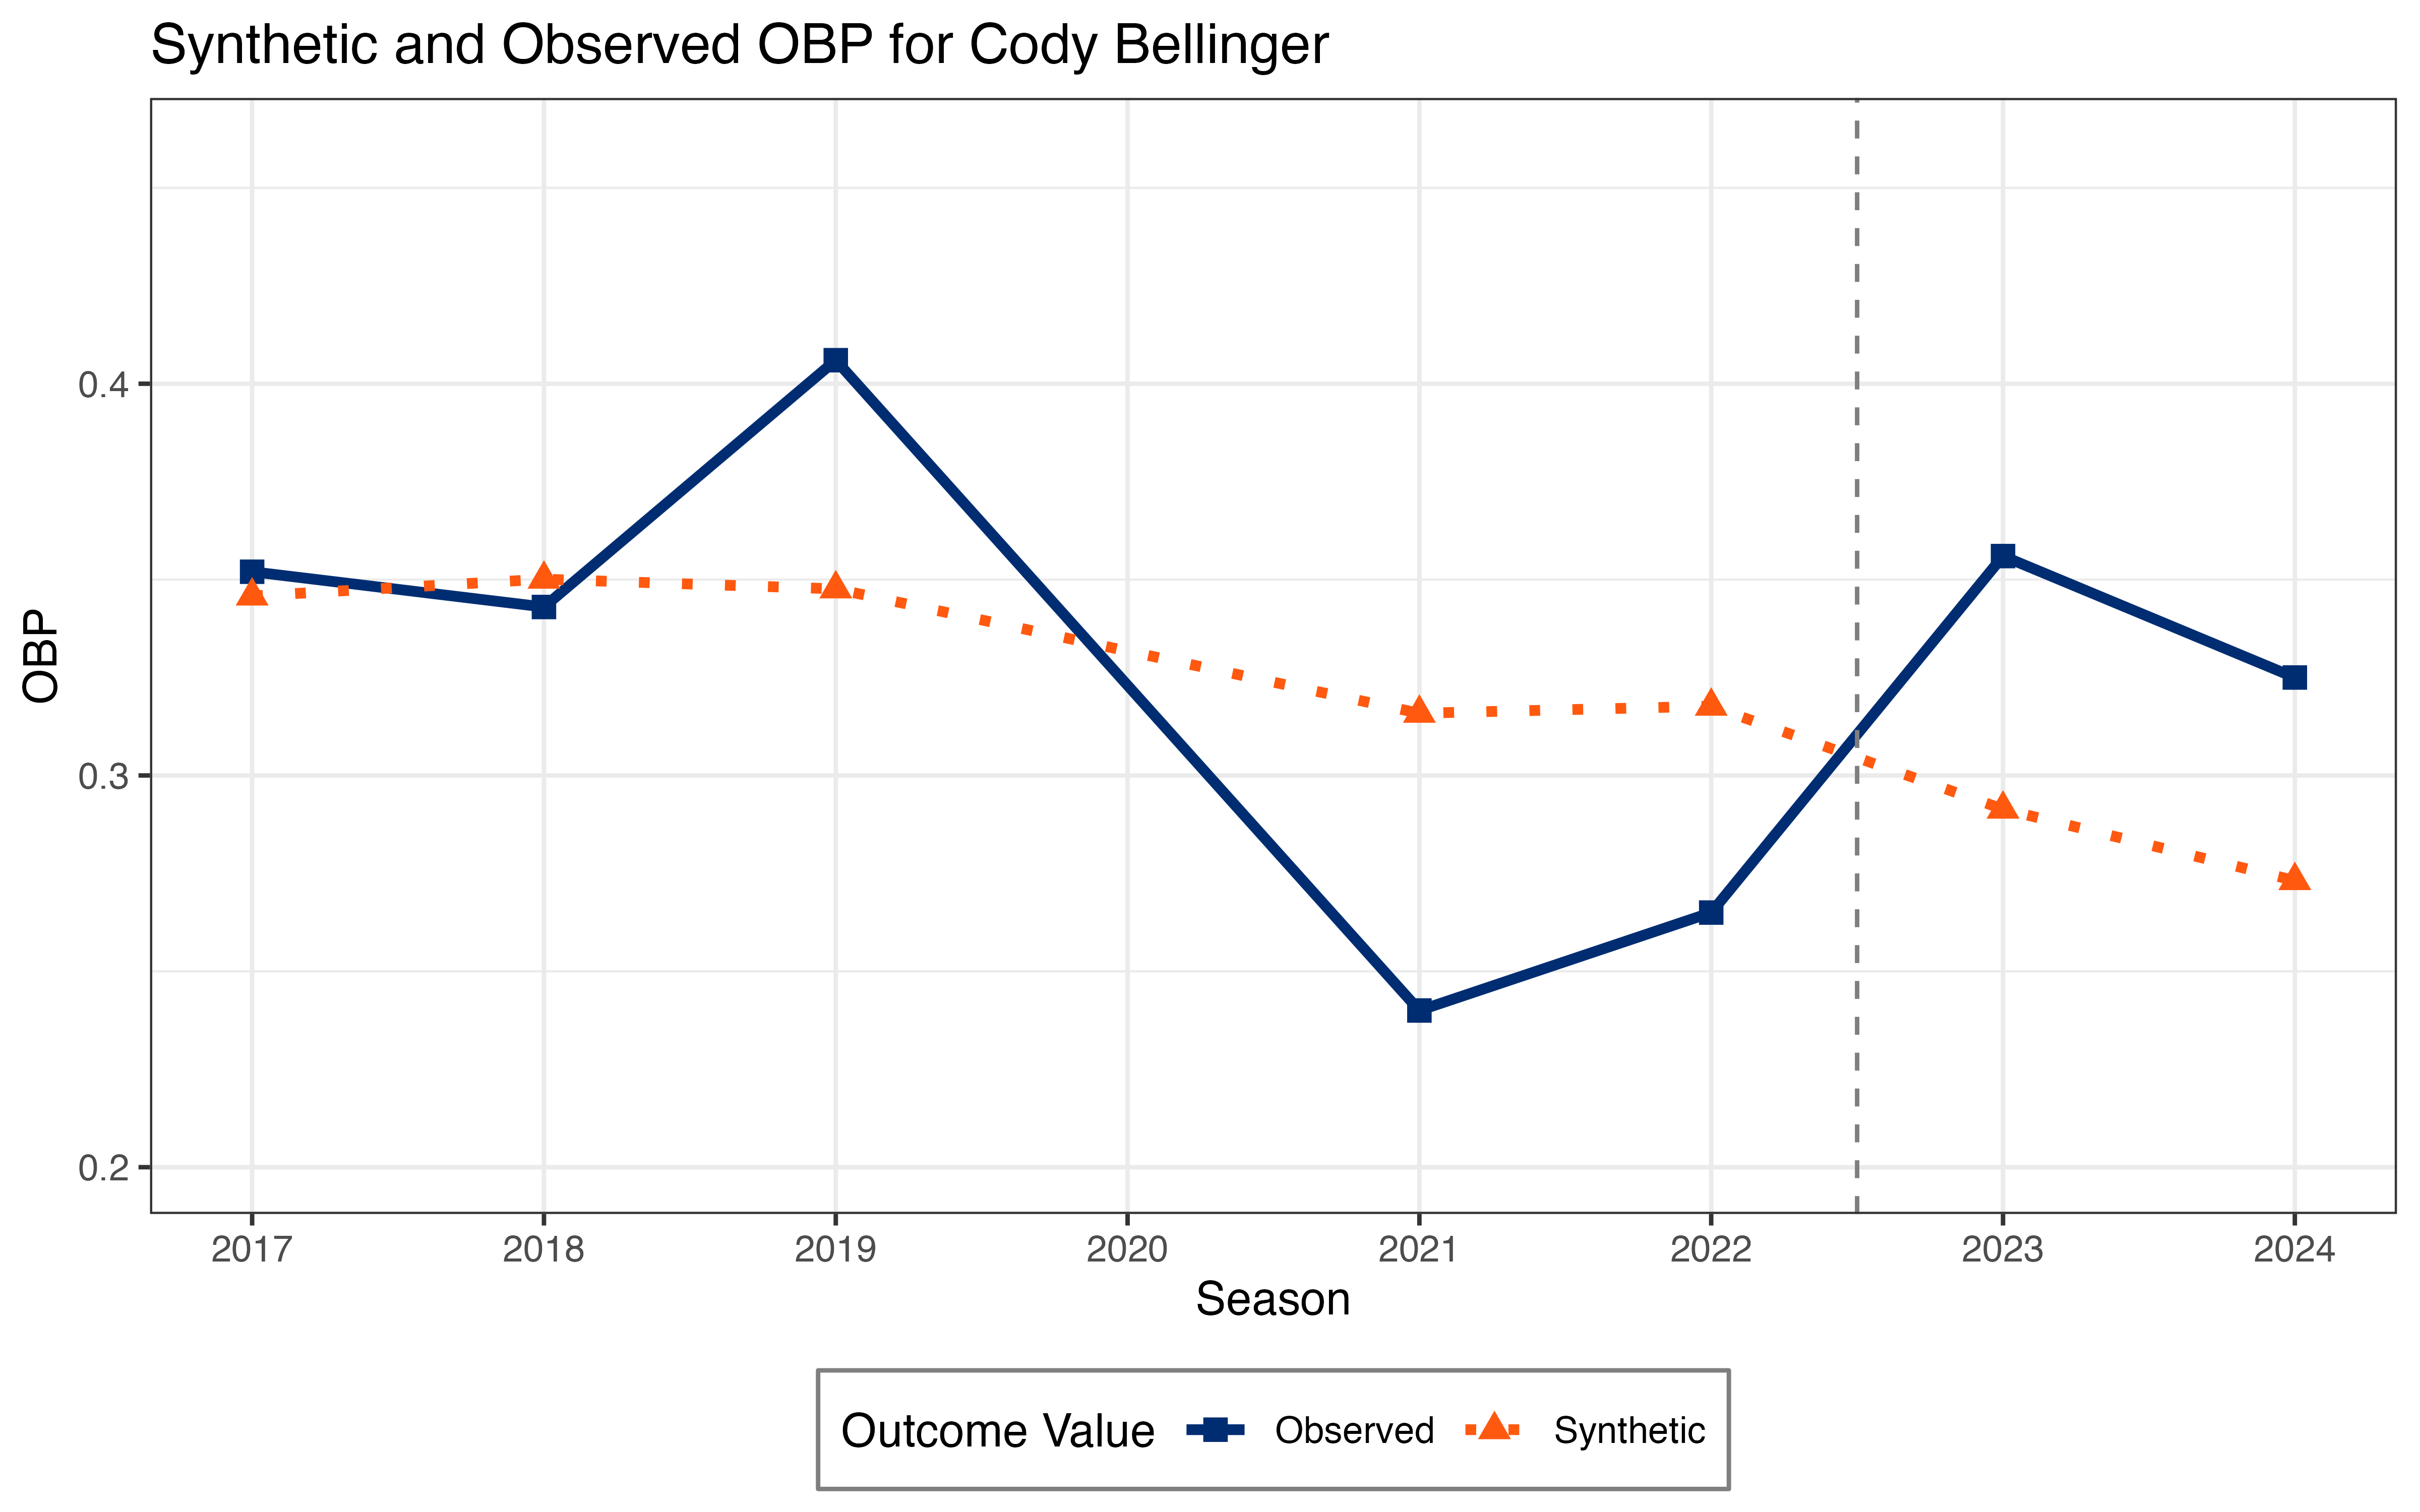 Synthetic and Observed OBP for Cody Bellinger
OBP
0.4
0.3
0.2
2017 2018 2019 2020 2021 2022 2023 2024
Season
Outcome Value Observed Synthetic